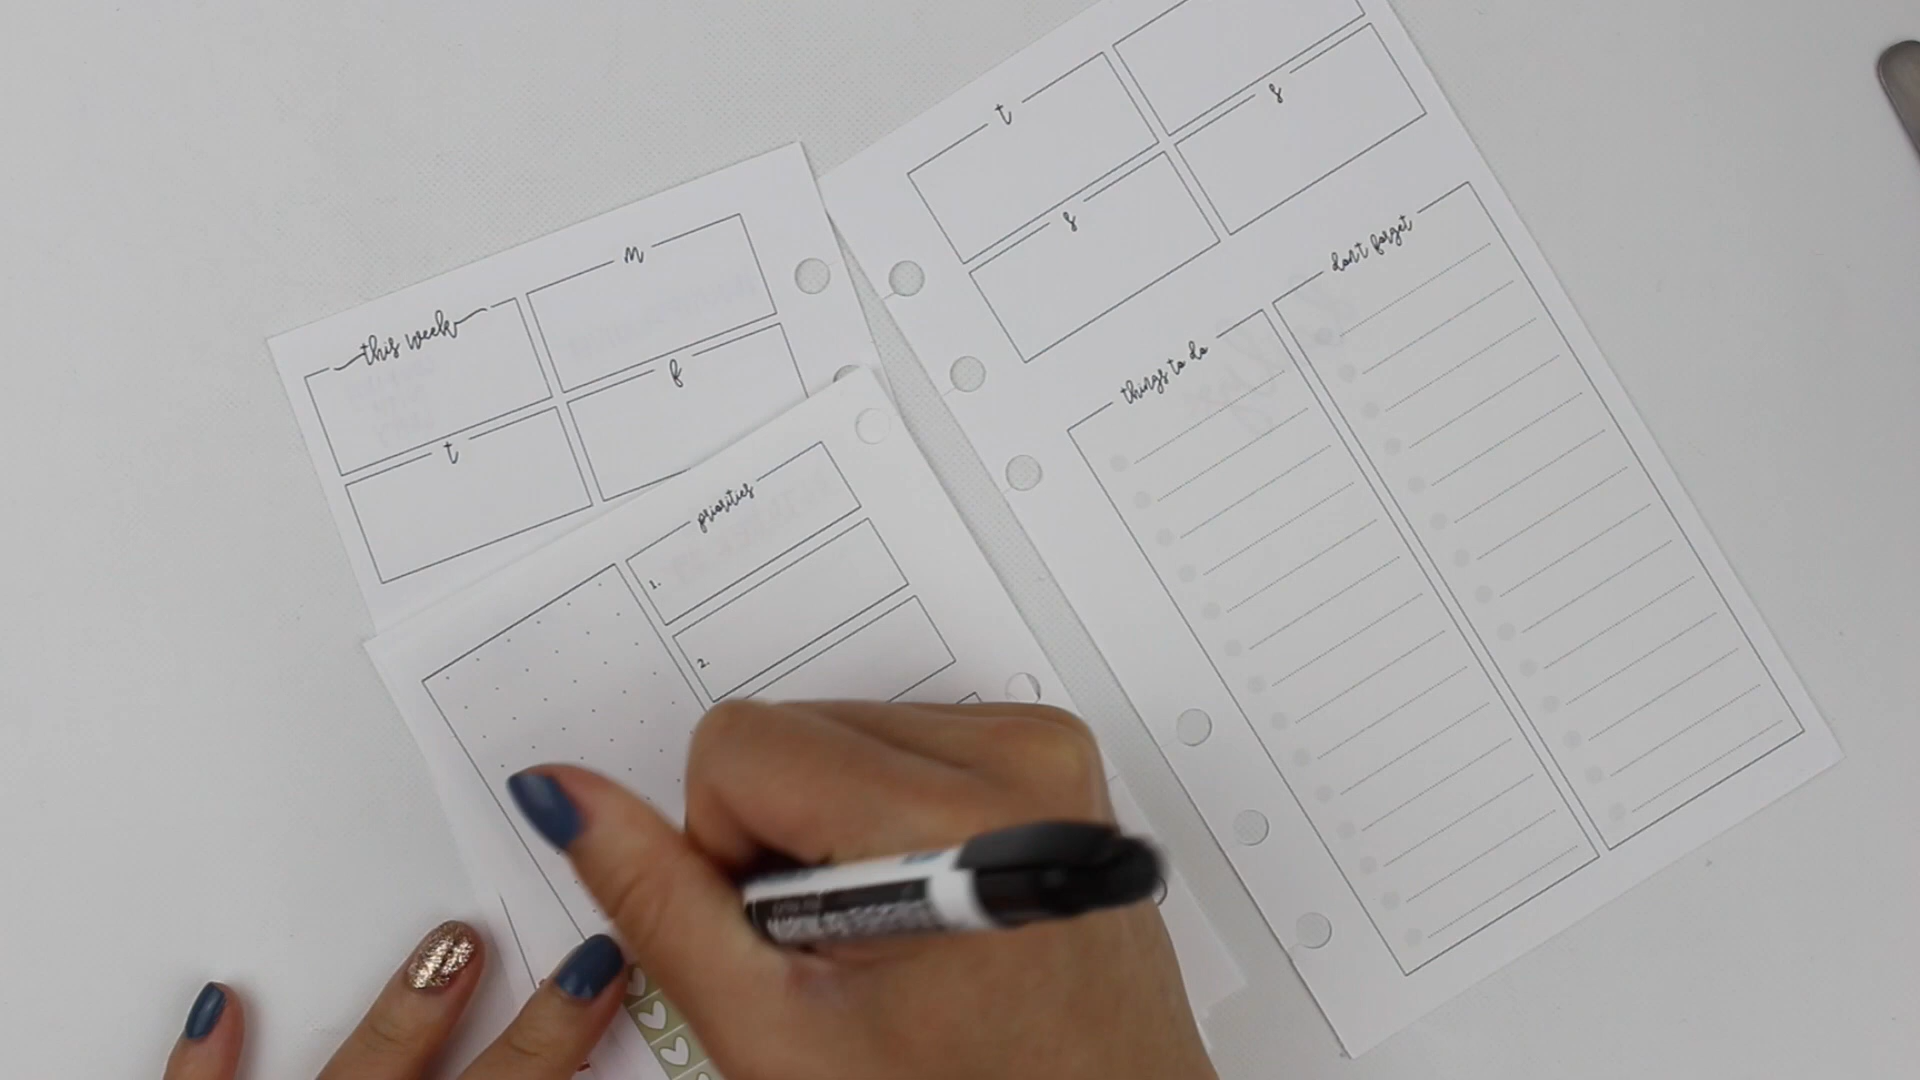 this week
m
t
f
priorities
1.
2.
t
s
s
things to do
don't forget